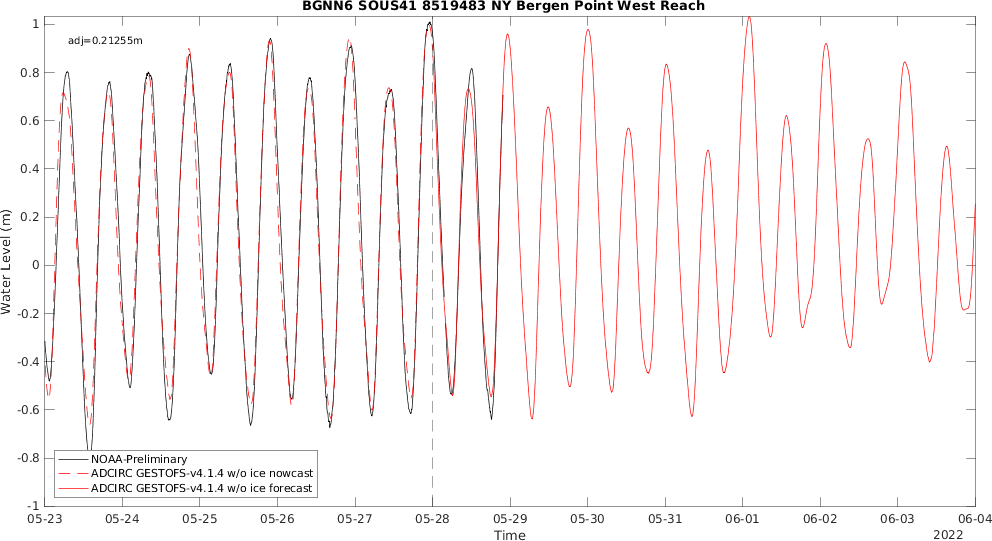 BGNN6 SOUS41 8519483 NY Bergen Point West Reach
adj=0.21255m
Water Level (m)
1
0.8
0.6
0.4
0.2
0
-0.2
-0.4
-0.6
-0.8
-1
NOAA-Preliminary
ADCIRC GESTOFS-v4.1.4 w/o ice nowcast
ADCIRC GESTOFS-v4.1.4 w/o ice forecast
05-23 05-24 05-25 05-26 05-27 05-28 05-29 05-30 05-31 06-01 06-02 06-03 06-04
Time
2022